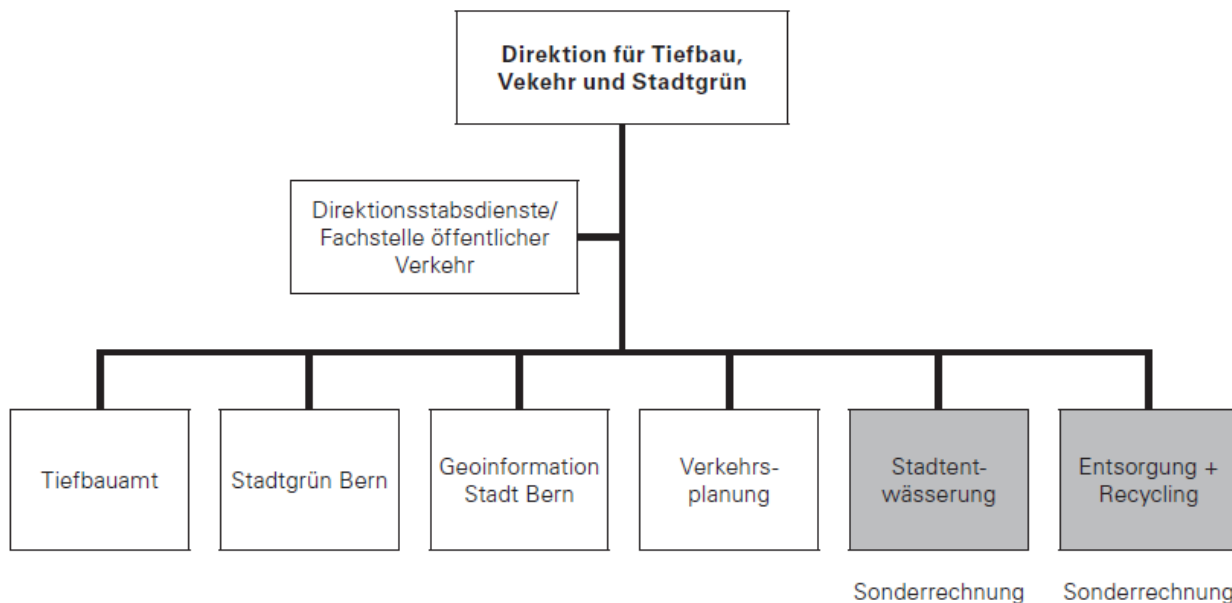 Direktion für Tiefbau,
Vekehr und Stadtgrün
Direktionsstabsdienste/
Fachstelle öffentlicher
Verkehr
Tiefbauamt
Stadtgrün Bern
Geoinformation
Stadt Bern
Verkehrs-
planung
Stadtent-
wässerung
Entsorgung +
Recycling
Sonderrechnung
Sonderrechnung